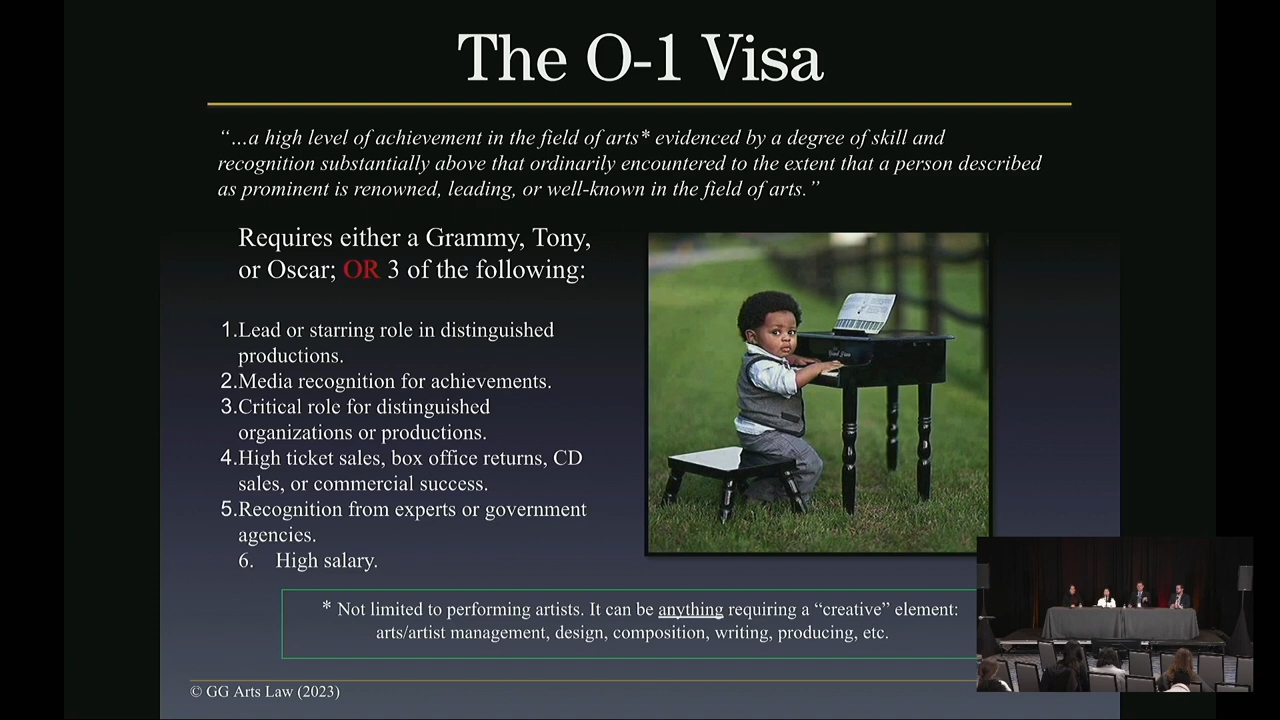 The O-1 Visa
“…a high level of achievement in the field of arts* evidenced by a degree of skill and
recognition substantially above that ordinarily encountered to the extent that a person described
as prominent is renowned, leading, or well-known in the field of arts.”
Requires either a Grammy, Tony,
or Oscar; OR 3 of the following:
1.Lead or starring role in distinguished
productions.
2.Media recognition for achievements.
3.Critical role for distinguished
organizations or productions.
4.High ticket sales, box office returns, CD
sales, or commercial success.
5.Recognition from experts or government
agencies.
6. High salary.
* Not limited to performing artists. It can be anything requiring a “creative” element:
arts/artist management, design, composition, writing, producing, etc.
© GG Arts Law (2023)